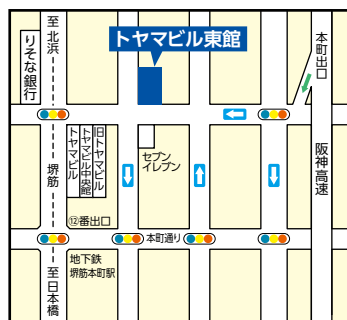 至北浜
りそな銀行
トヤマビル東館
本町出口
阪神高速
堺筋
トヤマビル
トヤマビル中央館
旧トヤマビル
セブン
イレブン
⑫番出口
本町通り
地下鉄
堺筋本町駅
至日本橋